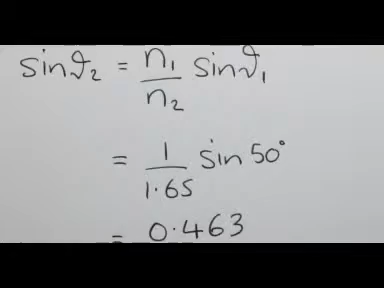 sinϑ₂ = n₁/n₂ sinϑ₁
= 1/1.65 sin 50°
= 0.463